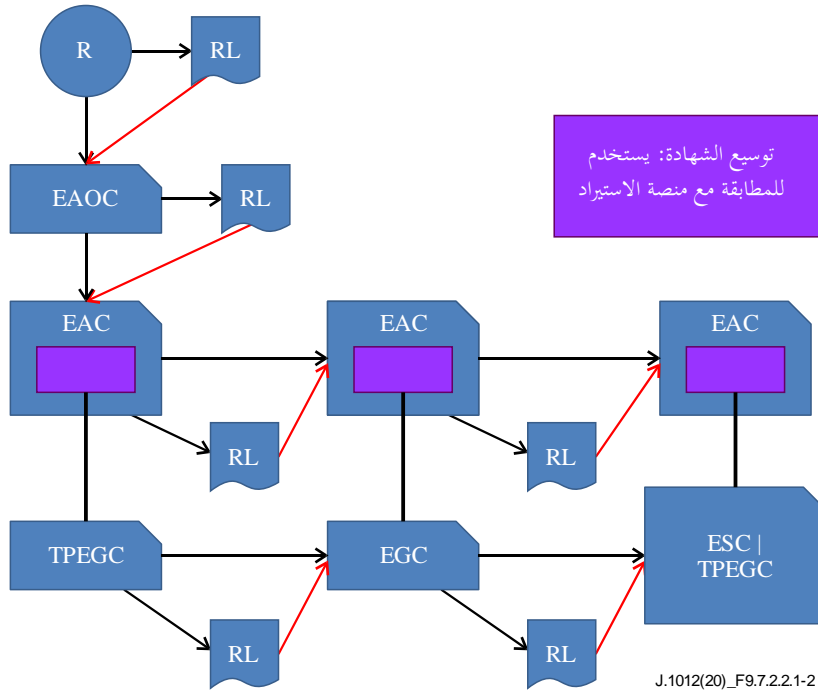 R
RL
توسيع الشهادة: يستخدم
للمطابقة مع منصة الاستيراد
EAOC
RL
EAC
EAC
EAC
RL
RL
TPEGC
EGC
ESC |
TPEGC
RL
RL
J.1012(20)_F9.7.2.2.1-2